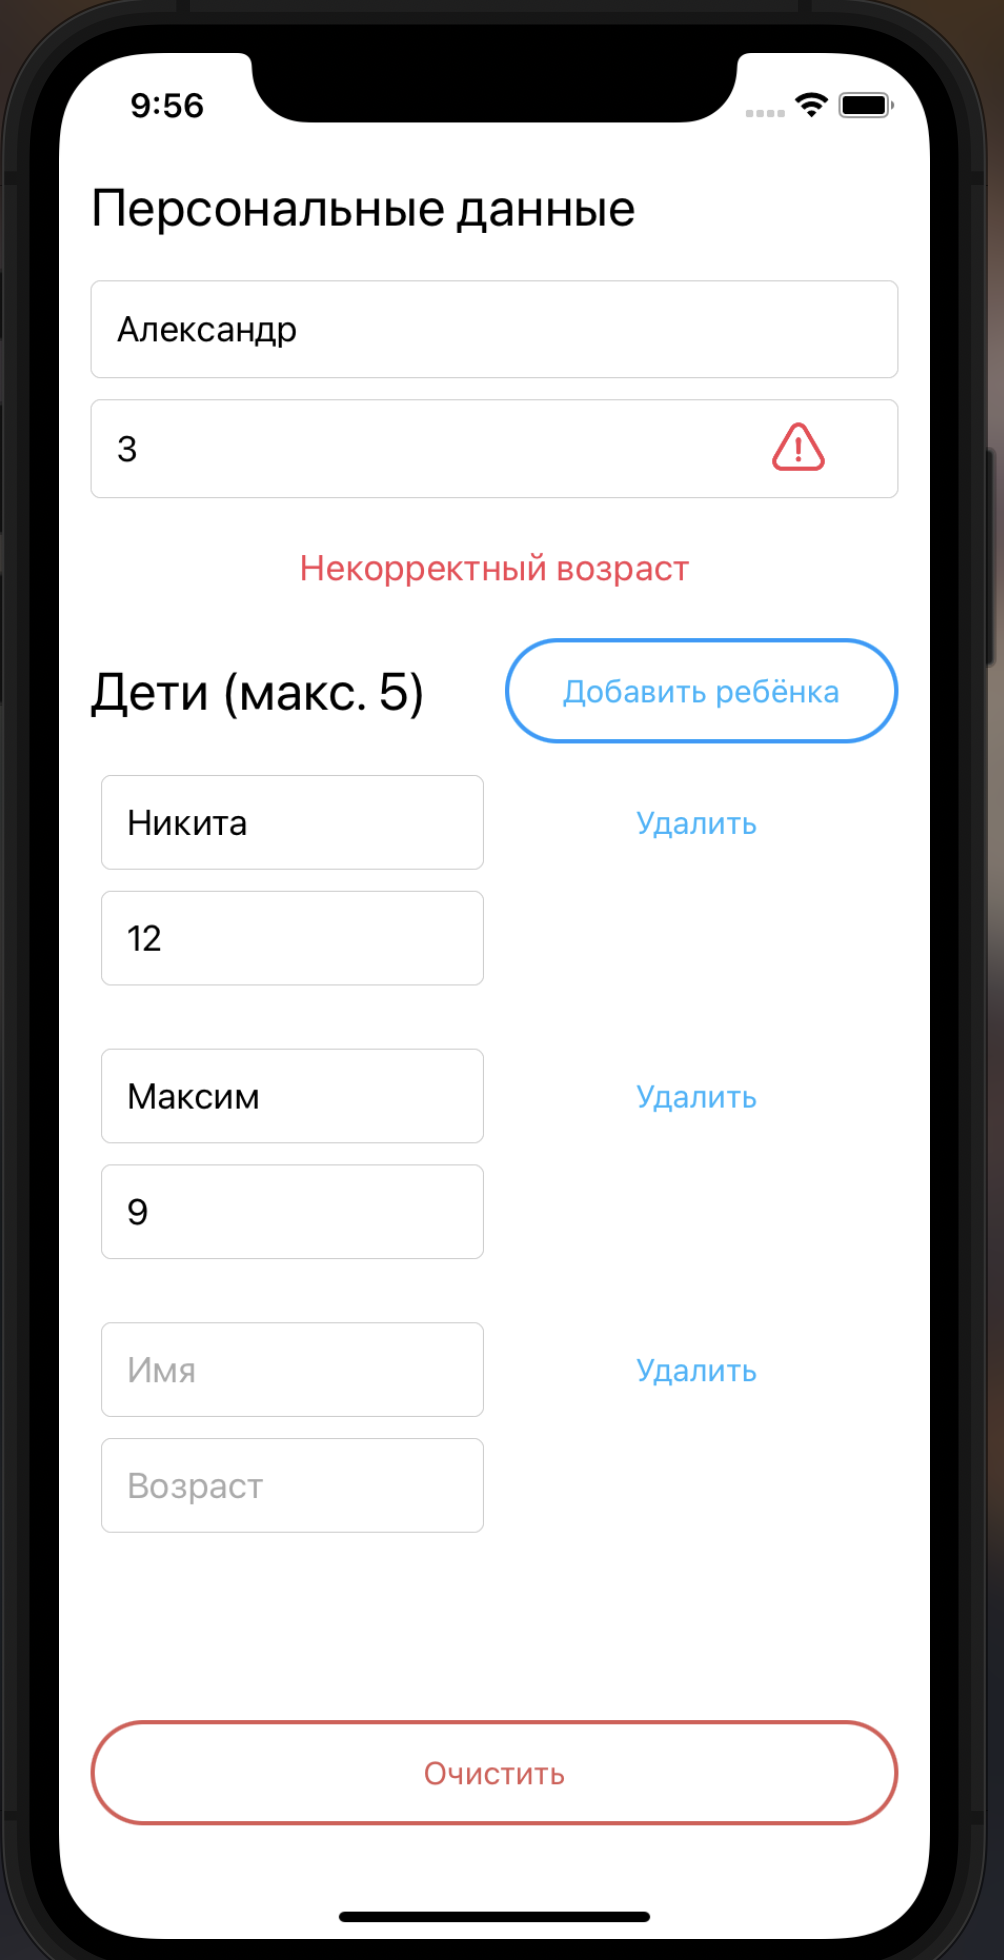 9:56
Персональные данные
Александр
3
Некорректный возраст
Дети (макс. 5)
Добавить ребёнка
Никита
Удалить
12
Максим
Удалить
9
Имя
Удалить
Возраст
Очистить